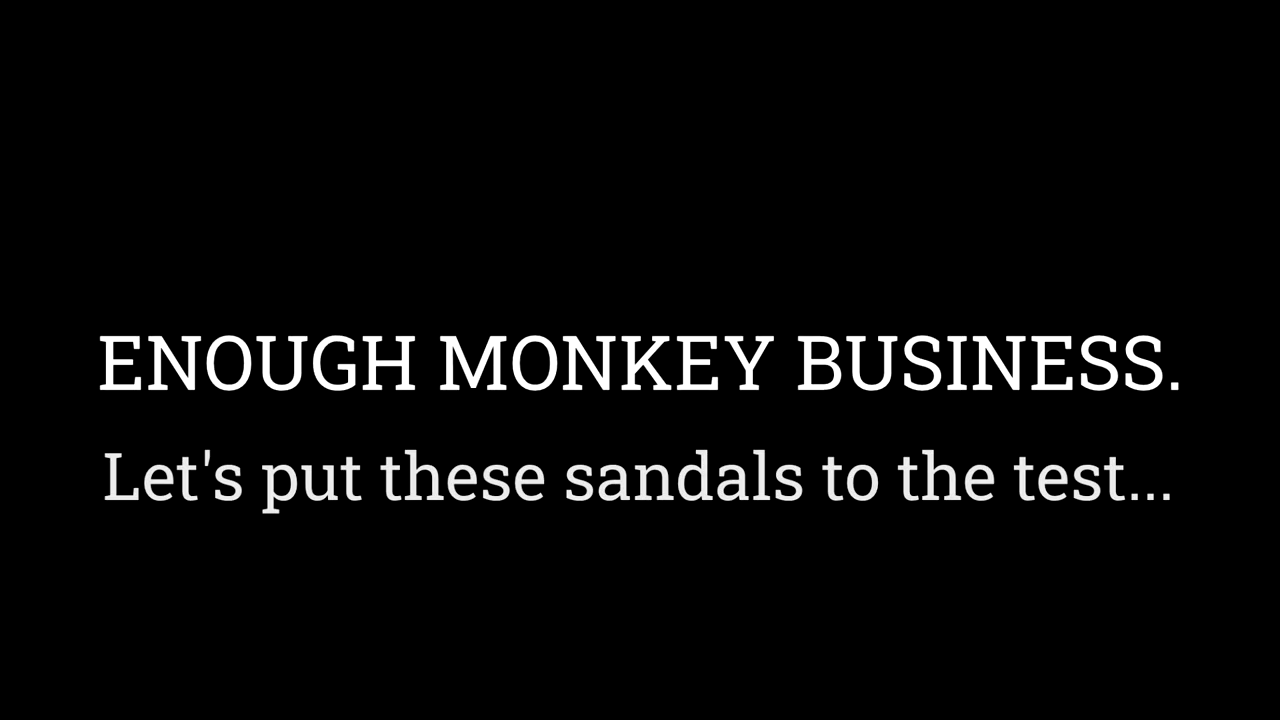 ENOUGH MONKEY BUSINESS.
Let's put these sandals to the test...